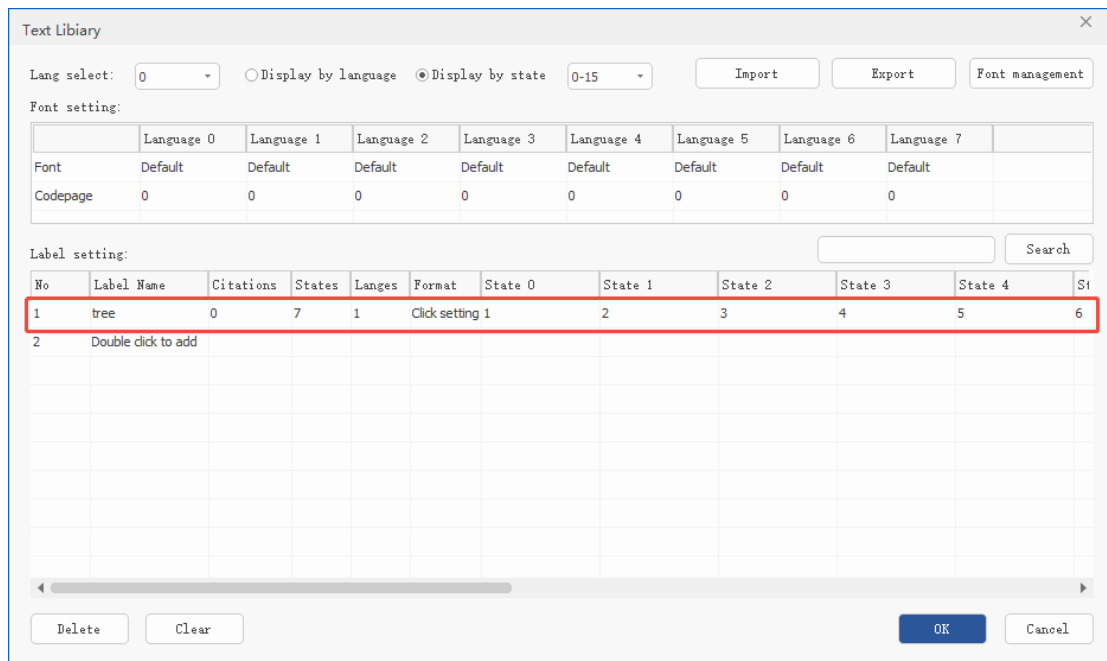 Text Libiary
Lang select: 0 Display by language Display by state 0-15 Import Export Font management
Font setting:
Language 0 Language 1 Language 2 Language 3 Language 4 Language 5 Language 6 Language 7
Font Default Default Default Default Default Default Default Default
Codepage 0 0 0 0 0 0 0 0
Label setting: Search
No Label Name Citations States Langes Format State 0 State 1 State 2 State 3 State 4 St
1 tree 0 7 1 Click setting 1 2 3 4 5 6
2 Double click to add
Delete Clear OK Cancel